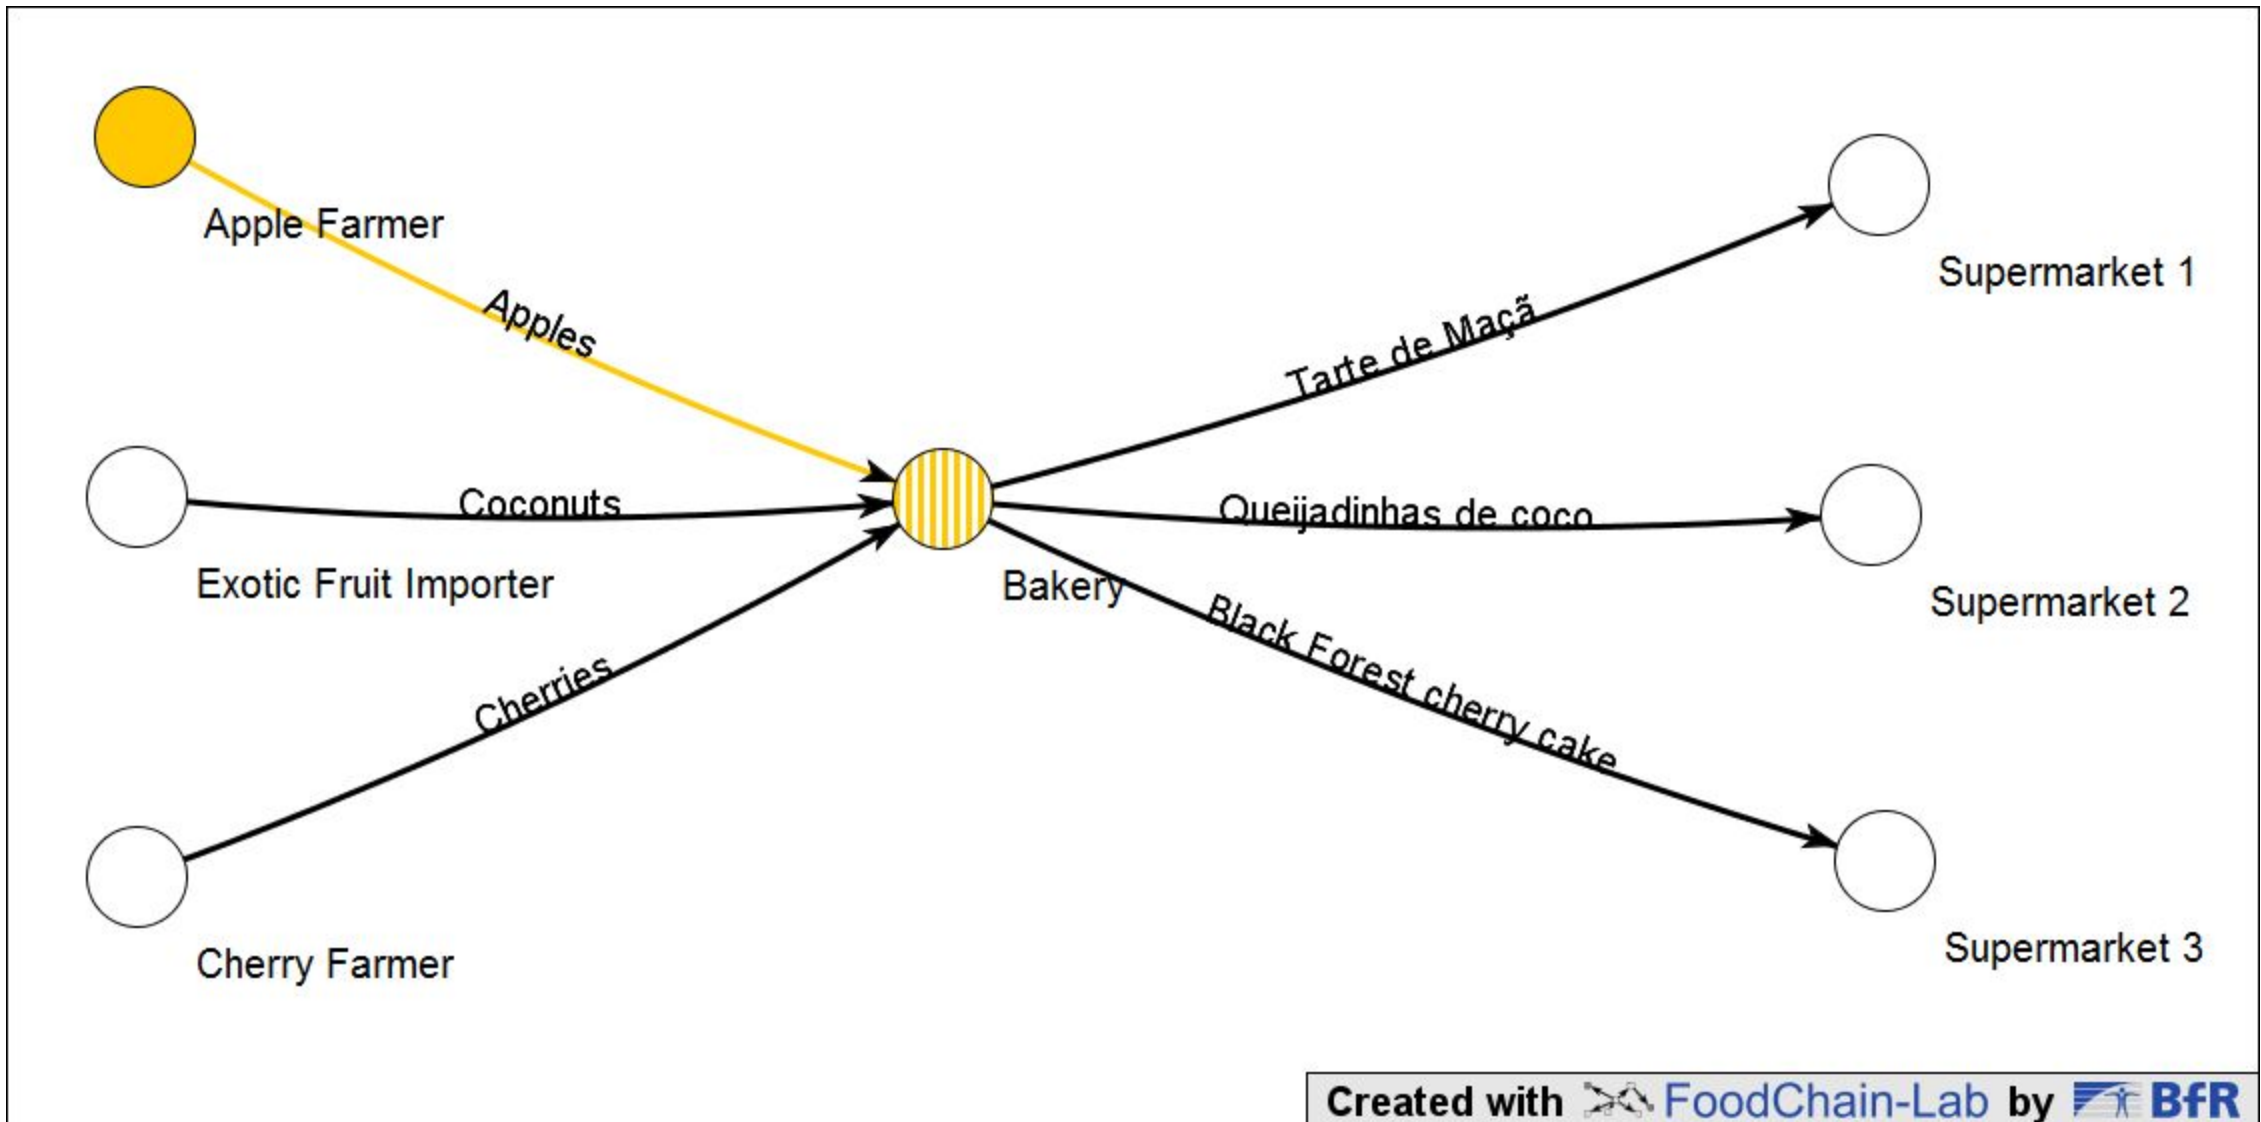 Apple Farmer
Apples
Coconuts
Exotic Fruit Importer
Cherries
Cherry Farmer
Bakery
Tarte de Maçã
Queijadinhas de coco
Black Forest cherry cake
Supermarket 1
Supermarket 2
Supermarket 3
Created with FoodChain-Lab by BfR